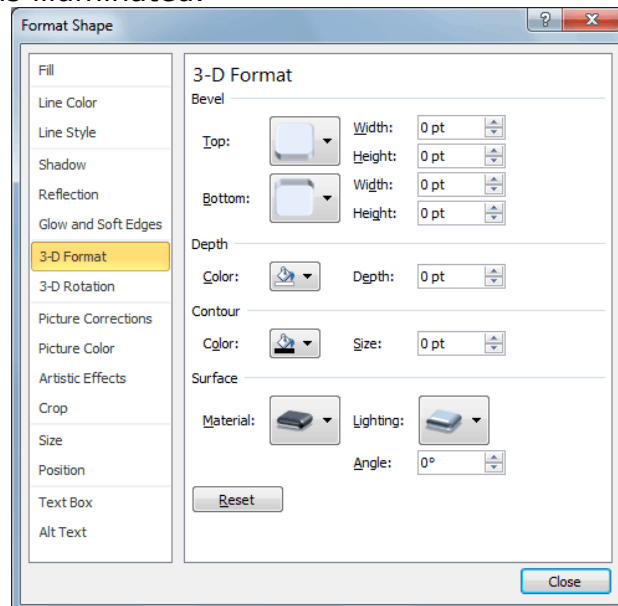 s illuminated.
Format Shape
Fill
Line Color
Line Style
Shadow
Reflection
Glow and Soft Edges
3-D Format
3-D Rotation
Picture Corrections
Picture Color
Artistic Effects
Crop
Size
Position
Text Box
Alt Text
3-D Format
Bevel
Top:
Width: 0 pt
Height: 0 pt
Bottom:
Width: 0 pt
Height: 0 pt
Depth
Color: Depth: 0 pt
Contour
Color: Size: 0 pt
Surface
Material: Lighting:
Angle: 0°
Reset
Close